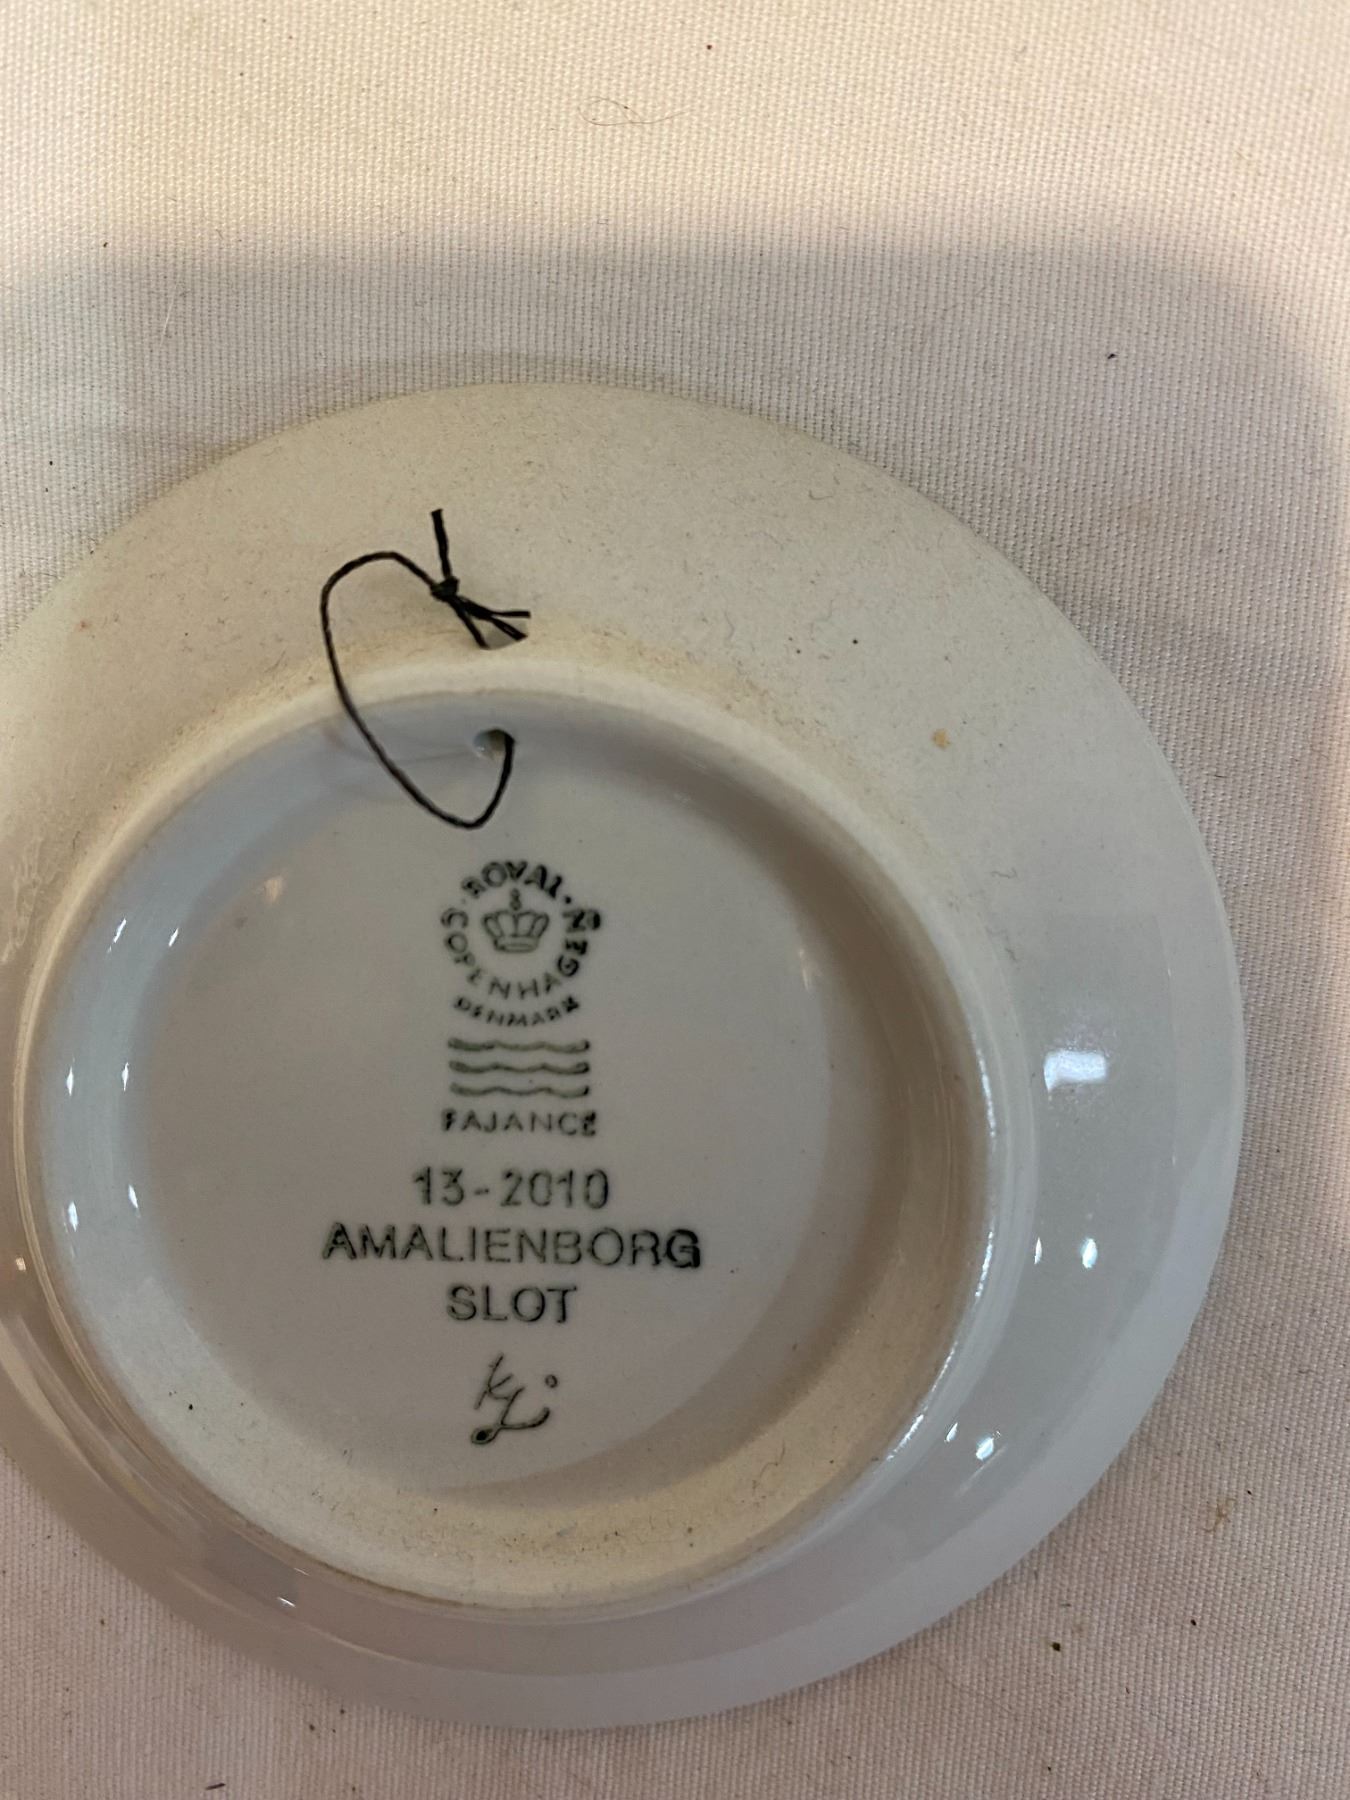 ROYAL COPENHAGEN
DENMARK
FAJANCE
13-2010
AMALIENBORG
SLOT